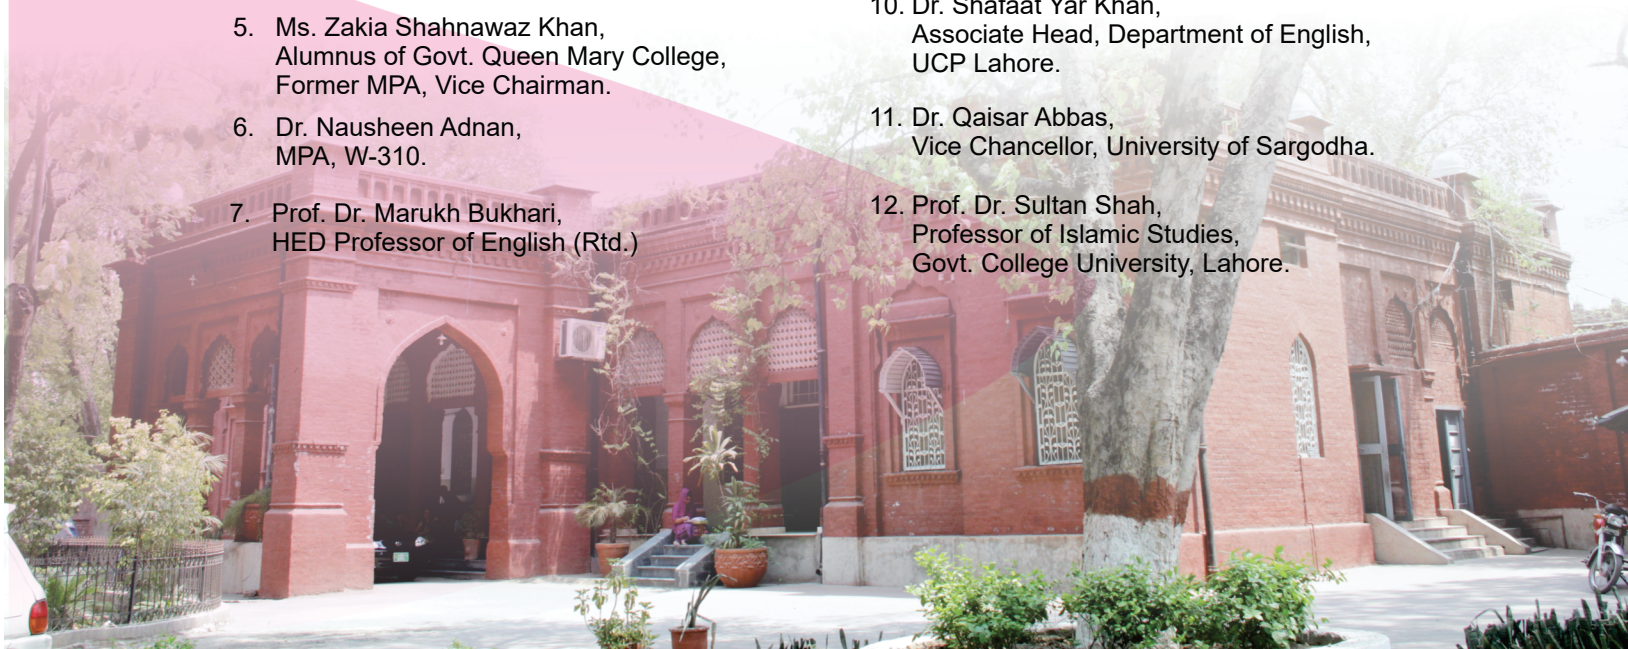 5. Ms. Zakia Shahnawaz Khan,
Alumnus of Govt. Queen Mary College,
Former MPA, Vice Chairman.
6. Dr. Nausheen Adnan,
MPA, W-310.
7. Prof. Dr. Marukh Bukhari,
HED Professor of English (Rtd.)
10. Dr. Shafaat Yar Khan,
Associate Head, Department of English,
UCP Lahore.
11. Dr. Qaisar Abbas,
Vice Chancellor, University of Sargodha.
12. Prof. Dr. Sultan Shah,
Professor of Islamic Studies,
Govt. College University, Lahore.